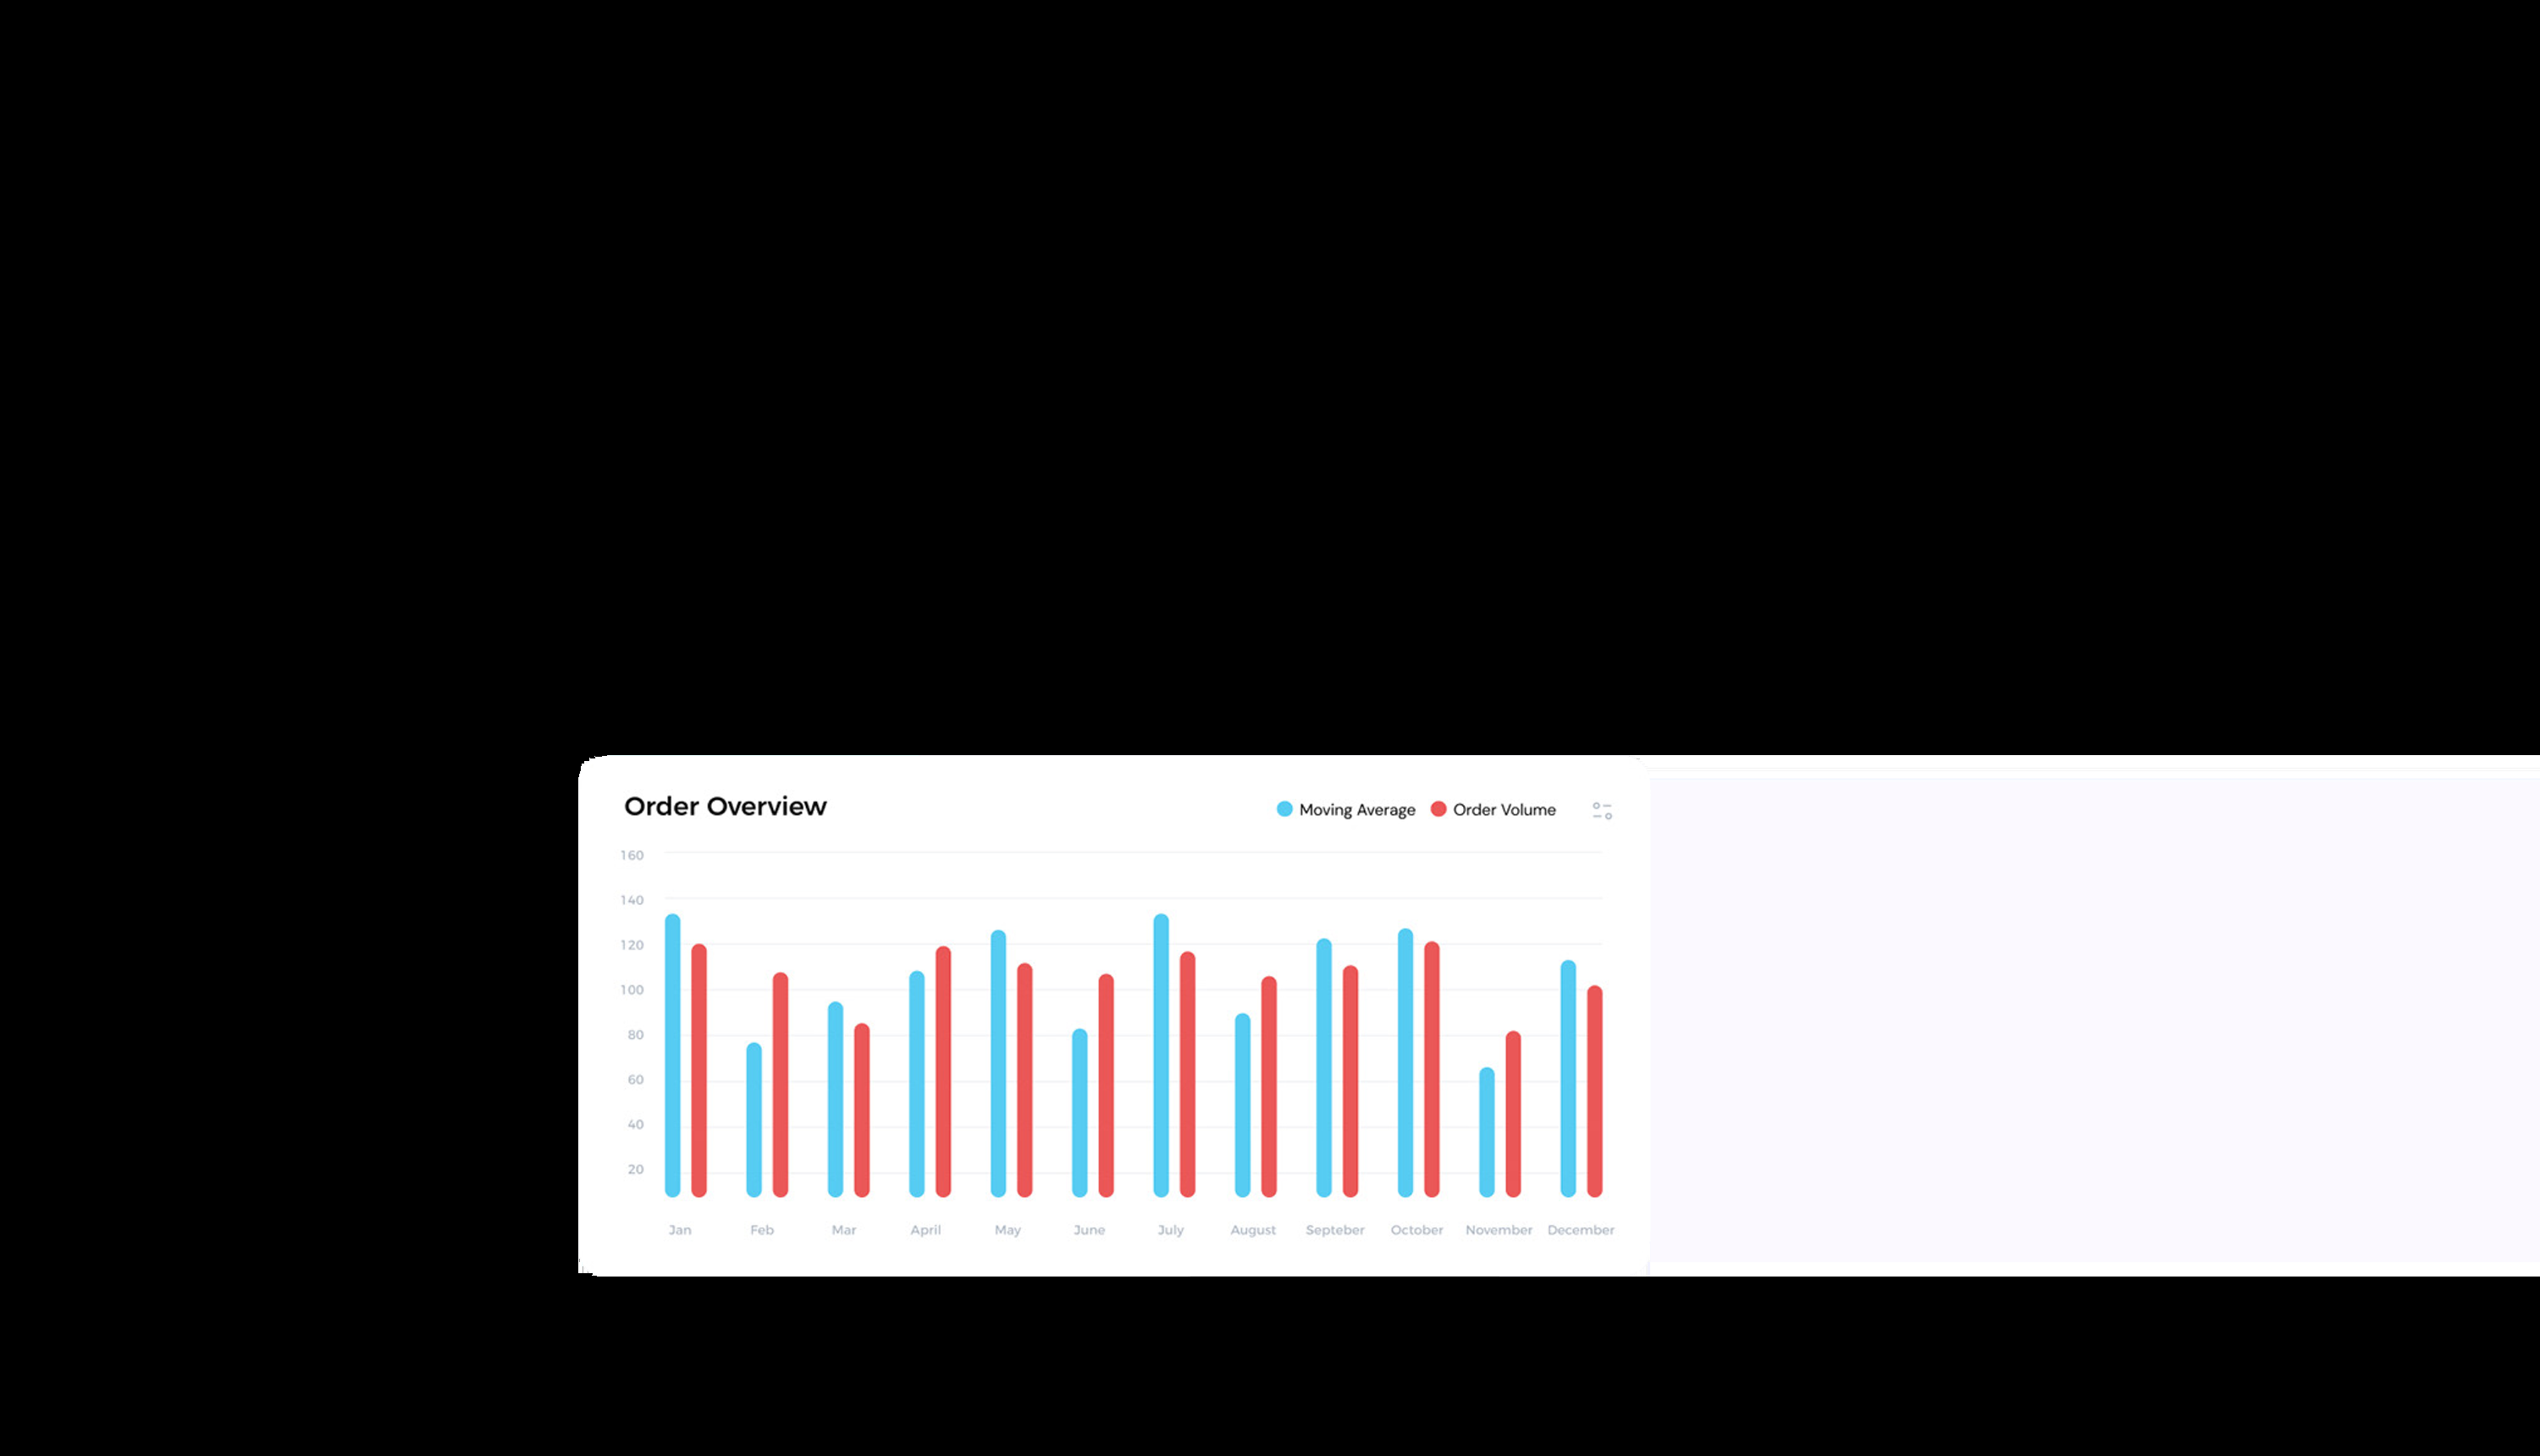 Order Overview
Moving Average Order Volume
160
140
120
100
80
60
40
20
Jan Feb Mar April May June July August Septeber October November December